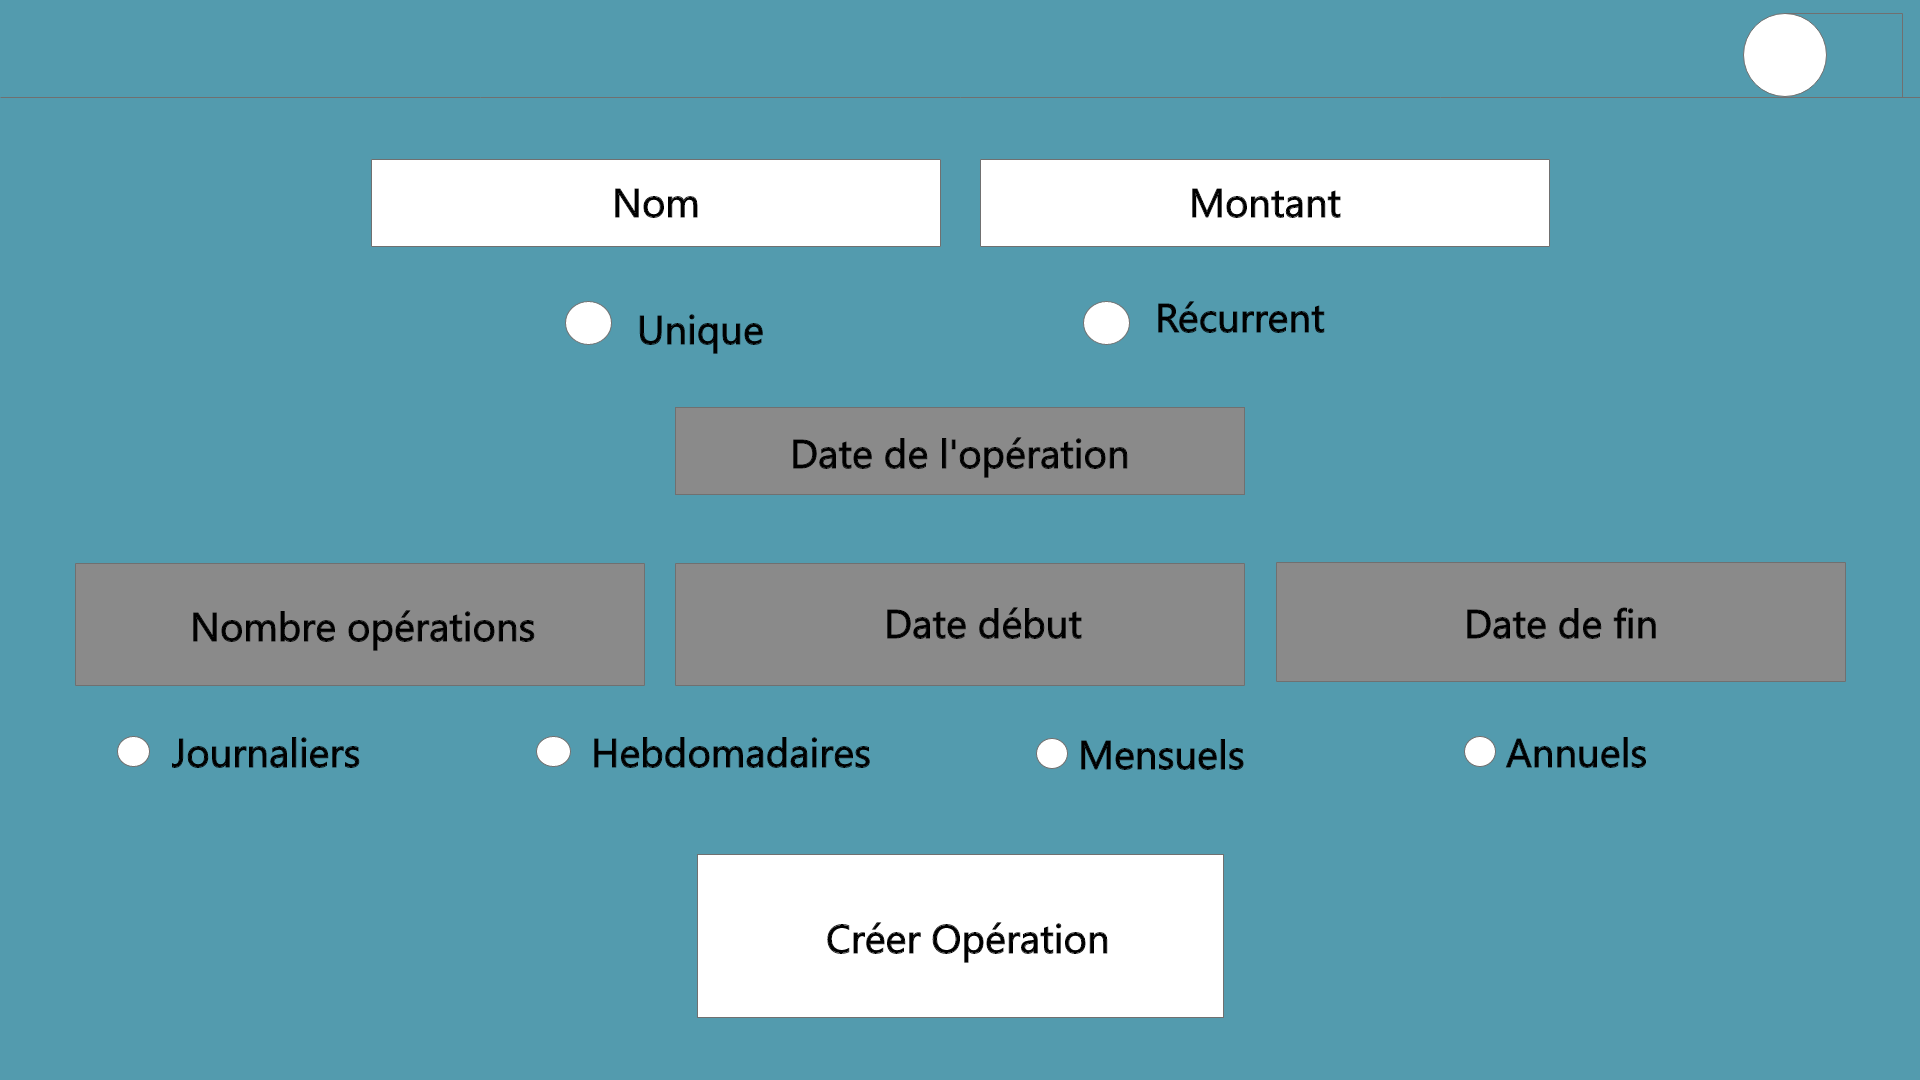 Nom
Montant
Unique
Récurrent
Date de l'opération
Nombre opérations
Date début
Date de fin
Journaliers
Hebdomadaires
Mensuels
Annuels
Créer Opération